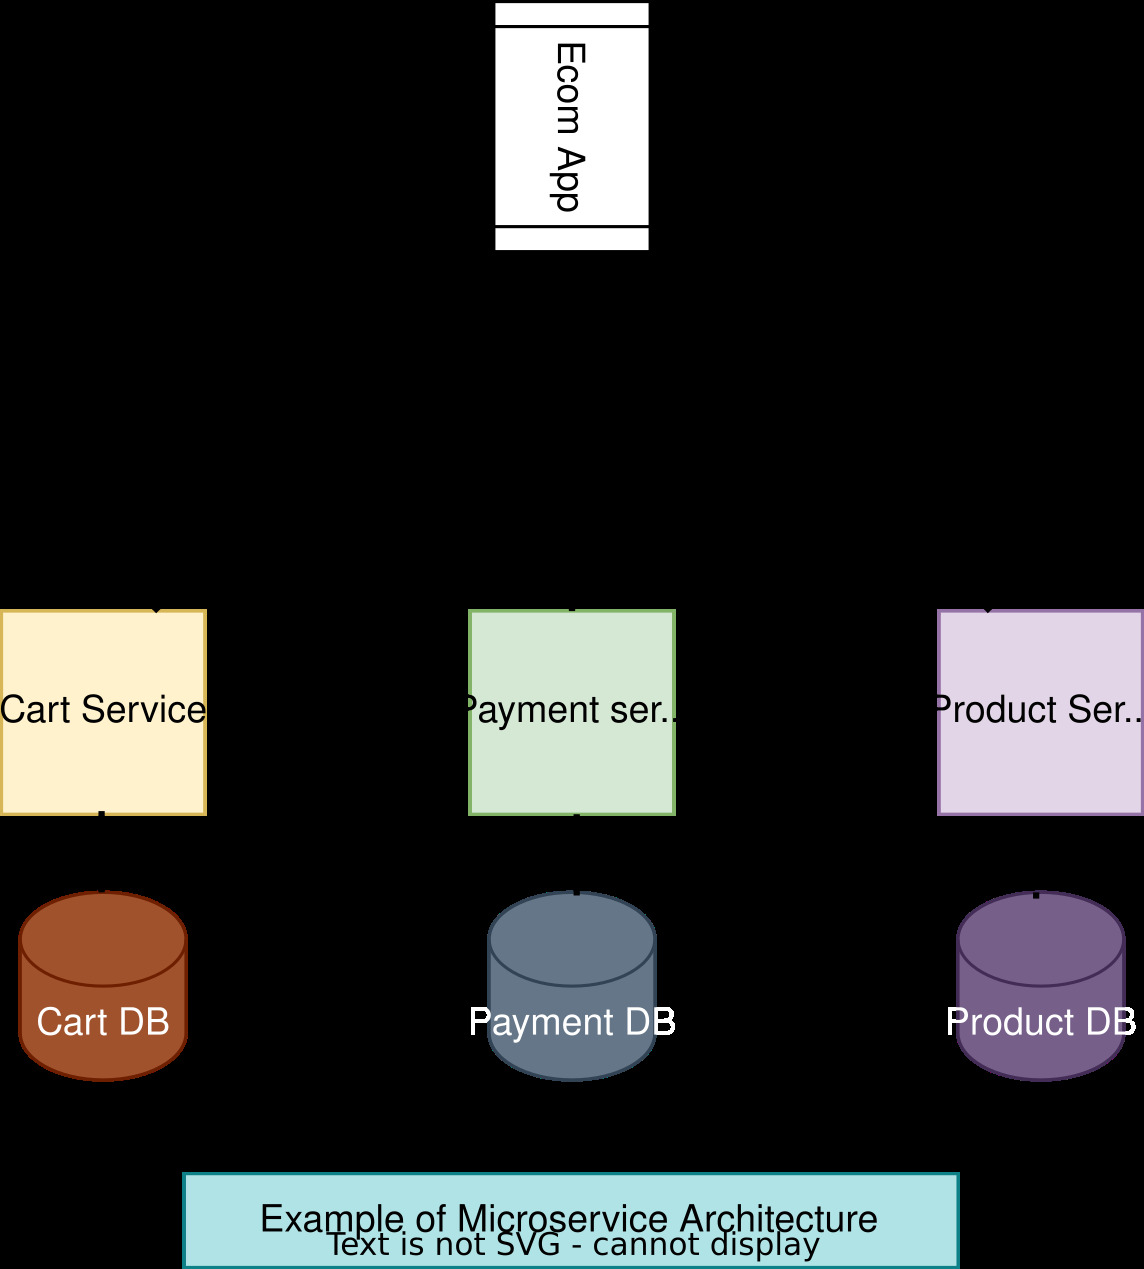 Ecom App
Cart Service
Payment ser...
Product Ser...
Cart DB
Payment DB
Product DB
Example of Microservice Architecture
Text is not SVG - cannot display